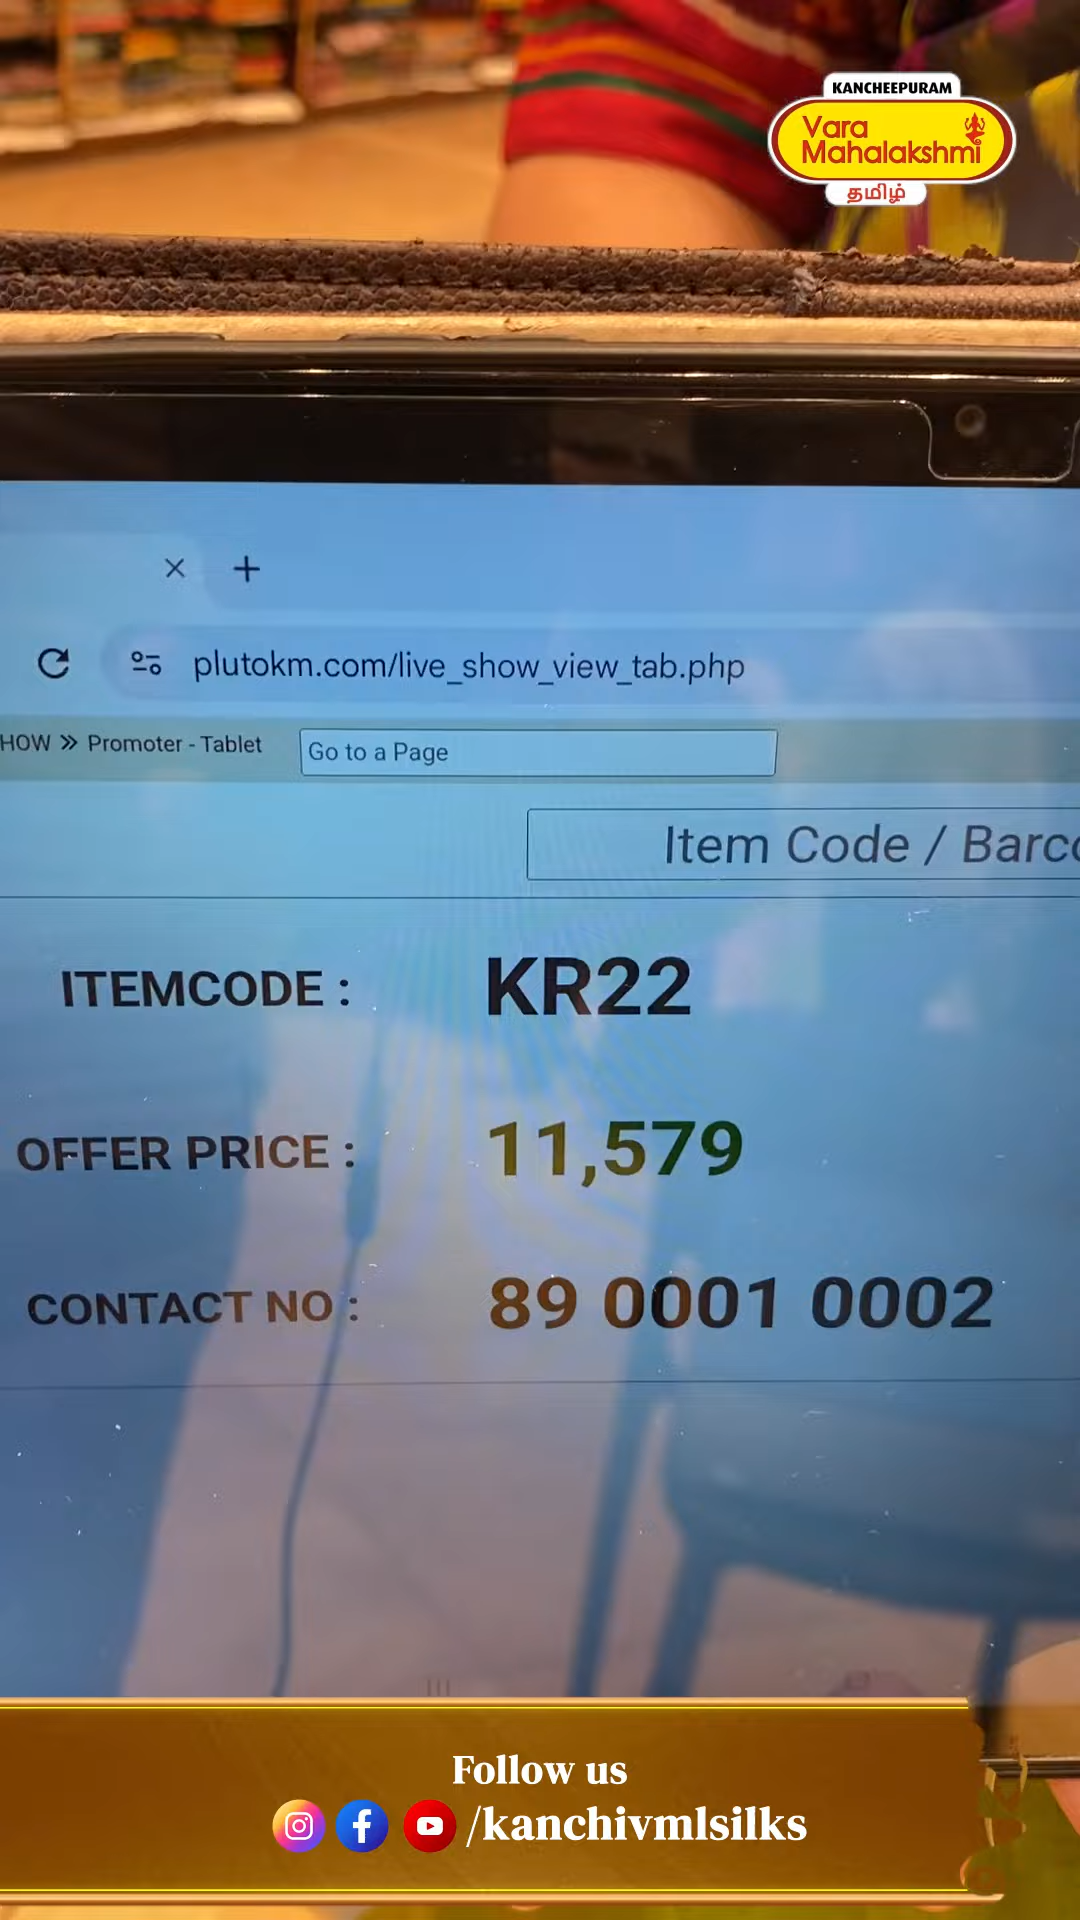 KANCHEEPURAM
Vara
Mahalakshmi
தமிழ்
plutokm.com/live_show_view_tab.php
HOW >> Promoter - Tablet
Go to a Page
Item Code /
ITEMCODE : KR22
OFFER PRICE : 11,579
CONTACT NO : 89 0001 0002
Follow us
/kanchivmlsilks